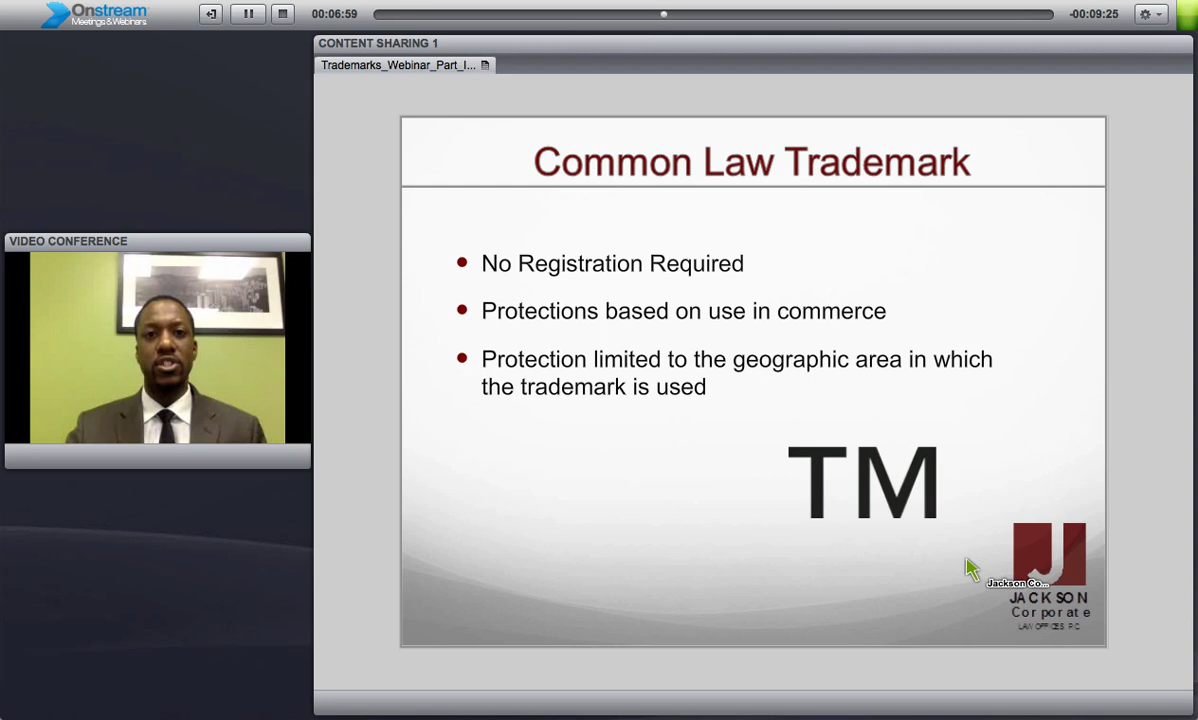 Onstream
Meetings&Webinars
00:06:59
-00:09:25
CONTENT SHARING 1
Trademarks_Webinar_Part_I...
VIDEO CONFERENCE
Common Law Trademark
No Registration Required
Protections based on use in commerce
Protection limited to the geographic area in which
the trademark is used
TM
J
Jackson Co...
JACKSON
Corporate
LAW OFFICES P.C.